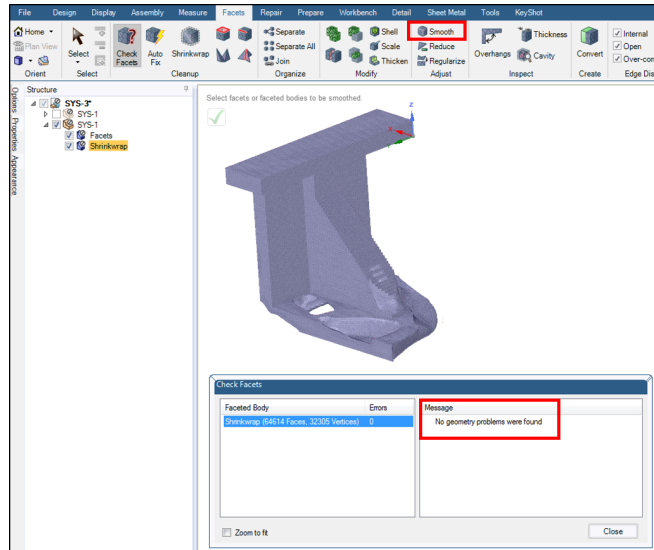 File Design Display Assembly Measure Facets Repair Prepare Workbench Detail Sheet Metal Tools KeyShot
Home
Plan View
Select
Check Facets
Auto Fix
Shrinkwrap
Separate
Separate All
Join
Shell
Scale
Thicken
Smooth
Reduce
Regularize
Overhangs
Thickness
Cavity
Convert
Internal
Open
Over-con
Orient Select Cleanup Organize Modify Adjust Inspect Create Edge Dis
Options
Properties
Appearance
Structure
SYS-3*
SYS-1
SYS-1
Facets
Shrinkwrap
Select facets or faceted bodies to be smoothed.
Z
Check Facets
Faceted Body Errors
Shrinkwrap (64614 Faces, 32305 Vertices) 0
Message
No geometry problems were found
Zoom to fit
Close